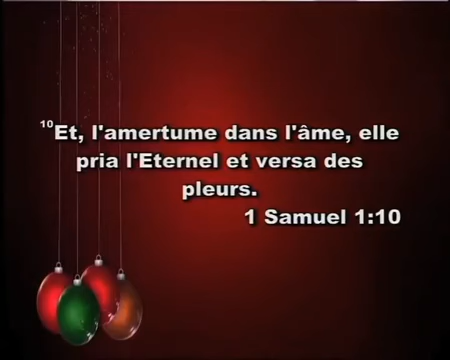 10Et, l'amertume dans l'âme, elle
pria l'Eternel et versa des
pleurs.
1 Samuel 1:10